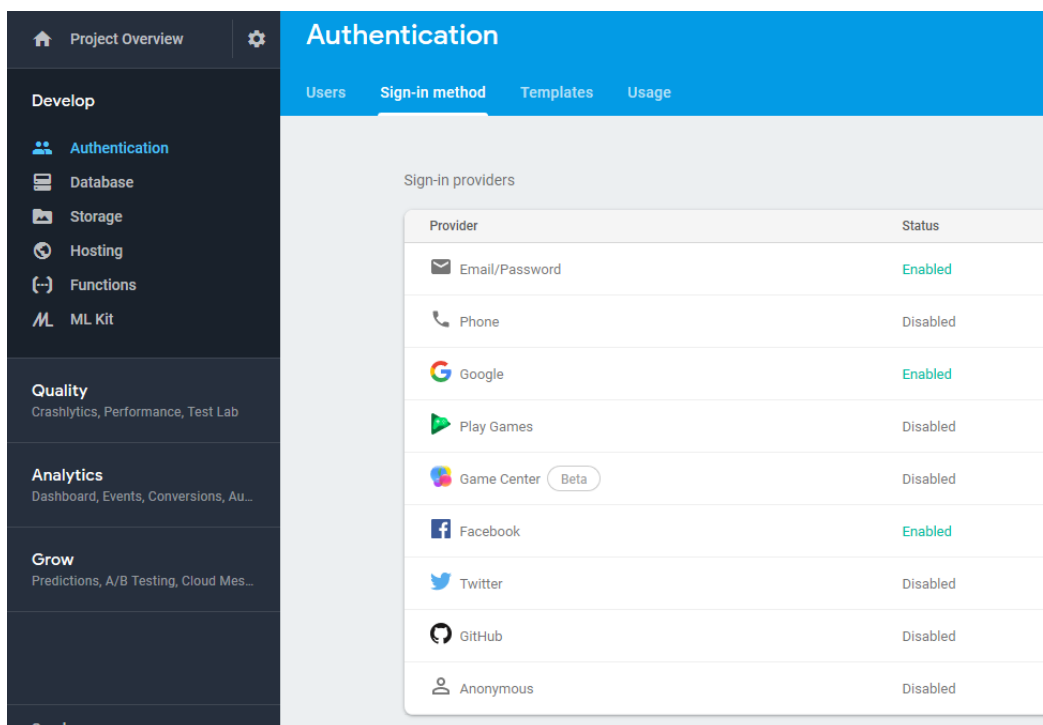 Project Overview
Develop
Authentication
Database
Storage
Hosting
Functions
ML Kit
Quality
Crashlytics, Performance, Test Lab
Analytics
Dashboard, Events, Conversions, Au...
Grow
Predictions, A/B Testing, Cloud Mes...
Authentication
Users Sign-in method Templates Usage
Sign-in providers
Provider Status
Email/Password Enabled
Phone Disabled
Google Enabled
Play Games Disabled
Game Center Beta Disabled
Facebook Enabled
Twitter Disabled
GitHub Disabled
Anonymous Disabled